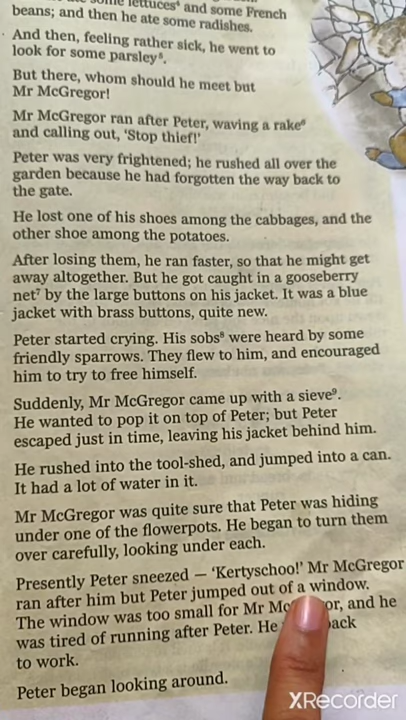 some lettuces⁴ and some French
beans; and then he ate some radishes.
And then, feeling rather sick, he went to
look for some parsley⁵.
But there, whom should he meet but
Mr McGregor!
Mr McGregor ran after Peter, waving a rake⁶
and calling out, 'Stop thief!'
Peter was very frightened; he rushed all over the
garden because he had forgotten the way back to
the gate.
He lost one of his shoes among the cabbages, and the
other shoe among the potatoes.
After losing them, he ran faster, so that he might get
away altogether. But he got caught in a gooseberry
net⁷ by the large buttons on his jacket. It was a blue
jacket with brass buttons, quite new.
Peter started crying. His sobs⁸ were heard by some
friendly sparrows. They flew to him, and encouraged
him to try to free himself.
Suddenly, Mr McGregor came up with a sieve⁹.
He wanted to pop it on top of Peter; but Peter
escaped just in time, leaving his jacket behind him.
He rushed into the tool-shed, and jumped into a can.
It had a lot of water in it.
Mr McGregor was quite sure that Peter was hiding
under one of the flowerpots. He began to turn them
over carefully, looking under each.
Presently Peter sneezed — 'Kertyschoo!' Mr McGregor
ran after him but Peter jumped out of a window.
The window was too small for Mr and he
was tired of running after Peter. He back
to work.
Peter began looking around.
XRecorder